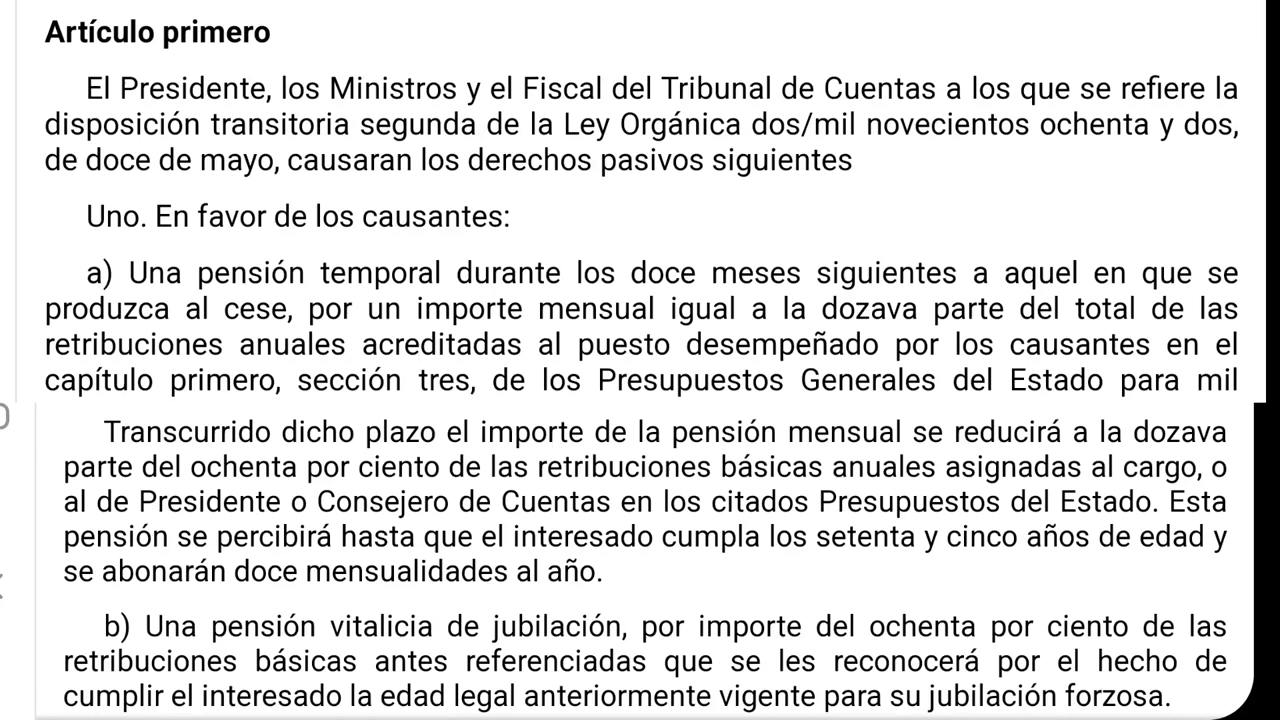 Artículo primero
El Presidente, los Ministros y el Fiscal del Tribunal de Cuentas a los que se refiere la
disposición transitoria segunda de la Ley Orgánica dos/mil novecientos ochenta y dos,
de doce de mayo, causaran los derechos pasivos siguientes
Uno. En favor de los causantes:
a) Una pensión temporal durante los doce meses siguientes a aquel en que se
produzca al cese, por un importe mensual igual a la dozava parte del total de las
retribuciones anuales acreditadas al puesto desempeñado por los causantes en el
capítulo primero, sección tres, de los Presupuestos Generales del Estado para mil
Transcurrido dicho plazo el importe de la pensión mensual se reducirá a la dozava
parte del ochenta por ciento de las retribuciones básicas anuales asignadas al cargo, o
al de Presidente o Consejero de Cuentas en los citados Presupuestos del Estado. Esta
pensión se percibirá hasta que el interesado cumpla los setenta y cinco años de edad y
se abonarán doce mensualidades al año.
b) Una pensión vitalicia de jubilación, por importe del ochenta por ciento de las
retribuciones básicas antes referenciadas que se les reconocerá por el hecho de
cumplir el interesado la edad legal anteriormente vigente para su jubilación forzosa.